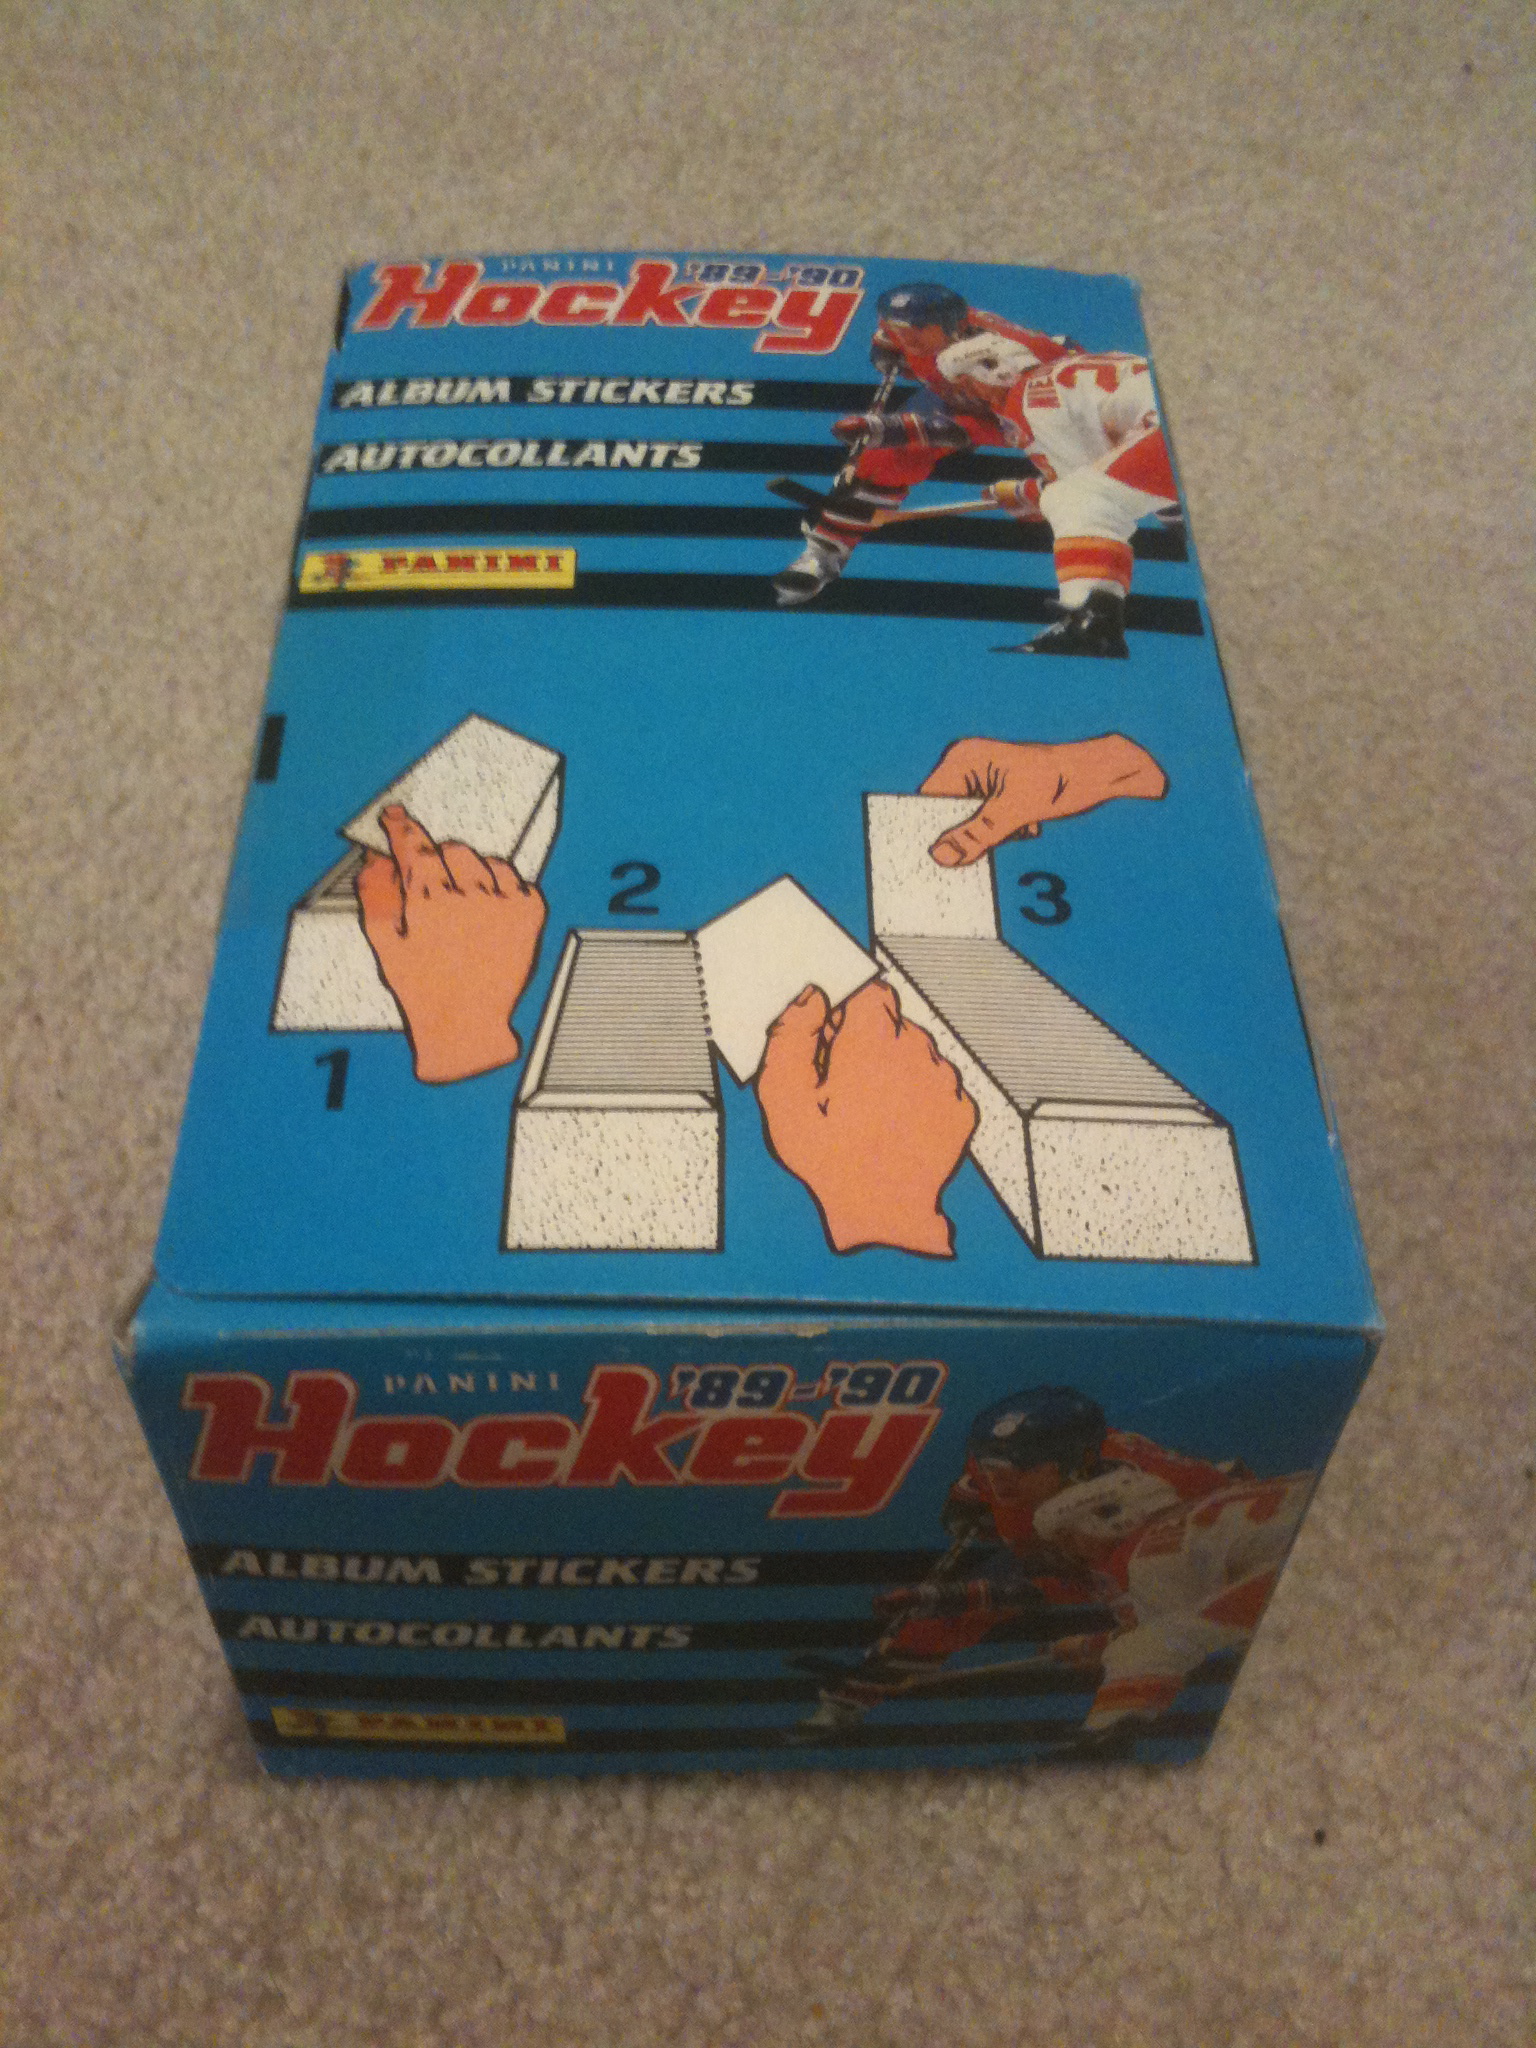 PANINI
Hockey '89-'90
ALBUM STICKERS
AUTOCOLLANTS
PANINI
1
2
3
PANINI
Hockey '89-'90
ALBUM STICKERS
AUTOCOLLANTS
PANINI